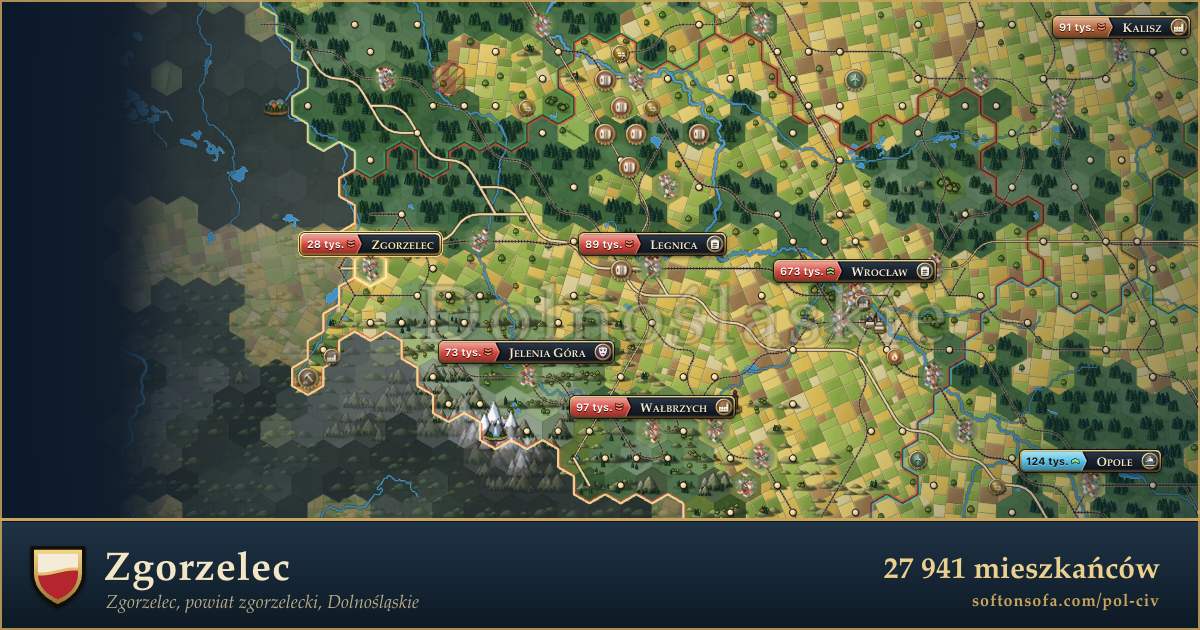 91 tys. KALISZ
28 tys. ZGORZELEC
89 tys. LEGNICA
673 tys. WROCŁAW
Dolnośląskie
73 tys. JELENIA GÓRA
97 tys. WAŁBRZYCH
124 tys. OPOLE
Zgorzelec
Zgorzelec, powiat zgorzelecki, Dolnośląskie
27 941 mieszkańców
softonsofa.com/pol-civ